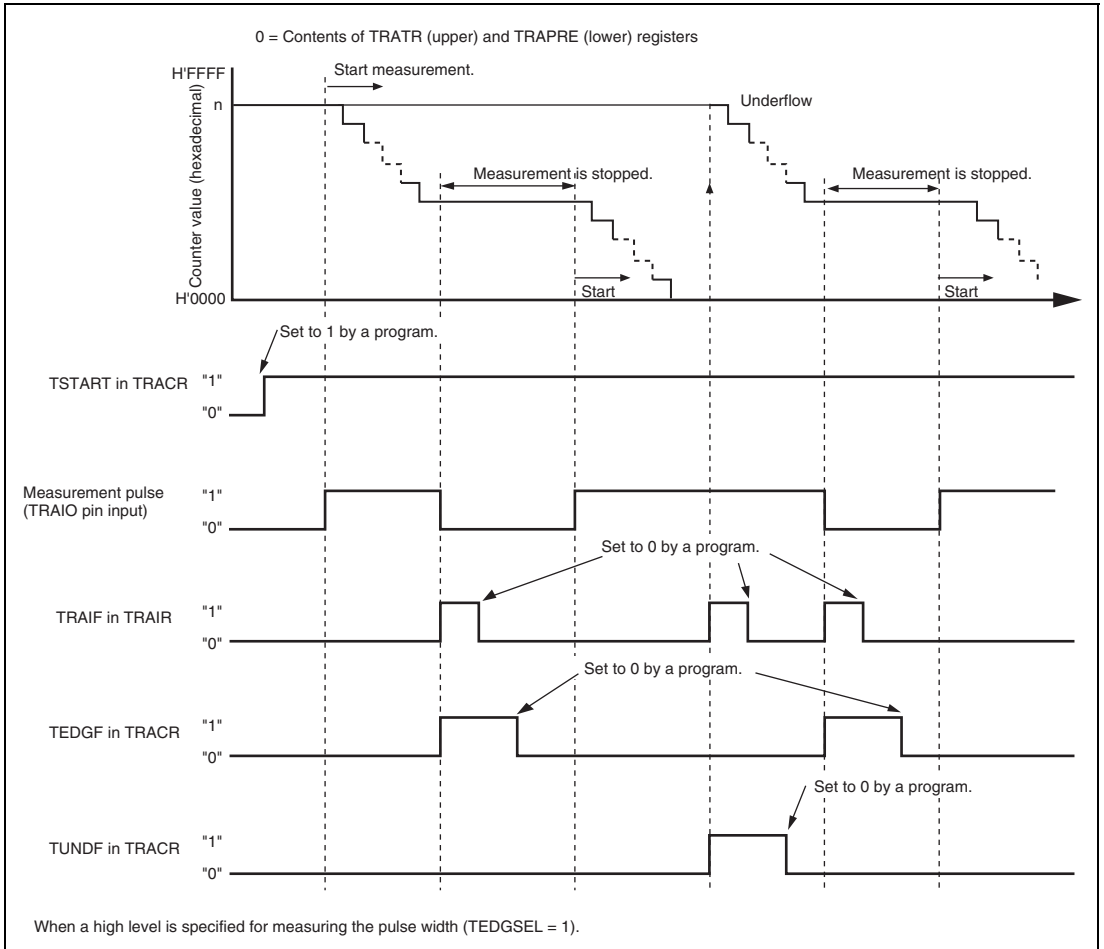 0 = Contents of TRATR (upper) and TRAPRE (lower) registers
H'FFFF
Start measurement.
n
Underflow
Counter value (hexadecimal)
Measurement is stopped.
Measurement is stopped.
Start
Start
H'0000
Set to 1 by a program.
TSTART in TRACR
"1"
"0"
Measurement pulse
(TRAIO pin input)
"1"
"0"
Set to 0 by a program.
TRAIF in TRAIR
"1"
"0"
Set to 0 by a program.
TEDGF in TRACR
"1"
"0"
Set to 0 by a program.
TUNDF in TRACR
"1"
"0"
When a high level is specified for measuring the pulse width (TEDGSEL = 1).